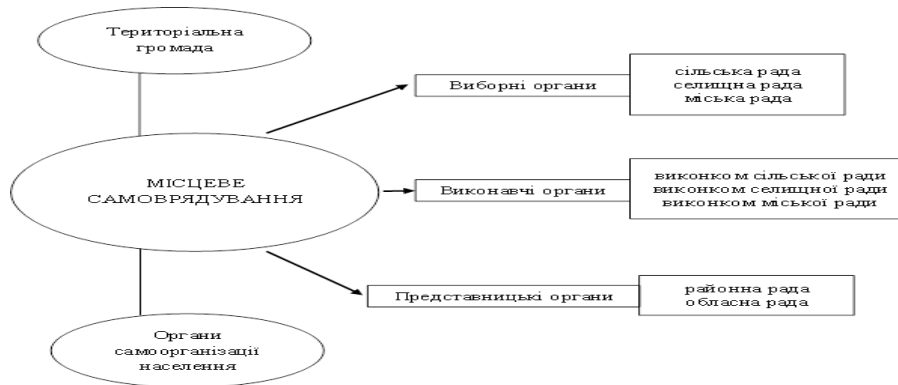 Територіальна
громада
Виборні органи
сільська рада
селищна рада
міська рада
МІСЦЕВЕ
САМОВРЯДУВАННЯ
Виконавчі органи
виконком сільської ради
виконком селищної ради
виконком міської ради
Представницькі органи
районна рада
обласна рада
Органи
самоорганізації
населення